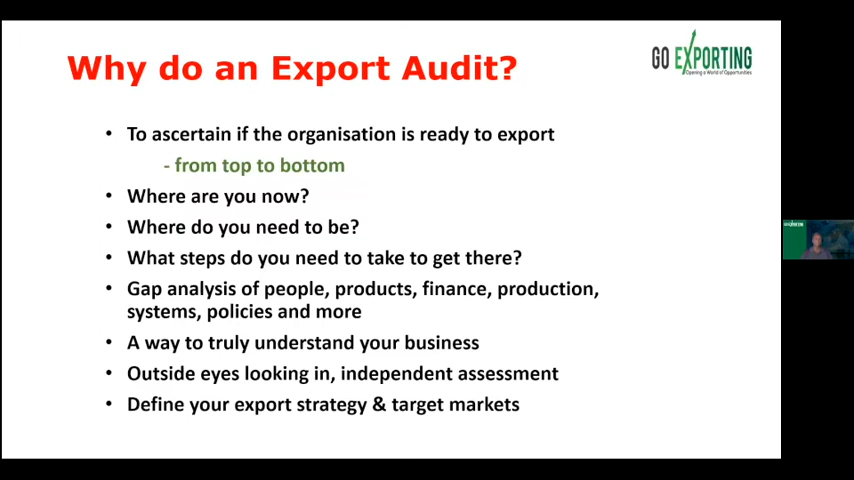 Why do an Export Audit?
GO EXPORTING
Opening a World of Opportunities
• To ascertain if the organisation is ready to export
- from top to bottom
• Where are you now?
• Where do you need to be?
• What steps do you need to take to get there?
• Gap analysis of people, products, finance, production,
systems, policies and more
• A way to truly understand your business
• Outside eyes looking in, independent assessment
• Define your export strategy & target markets